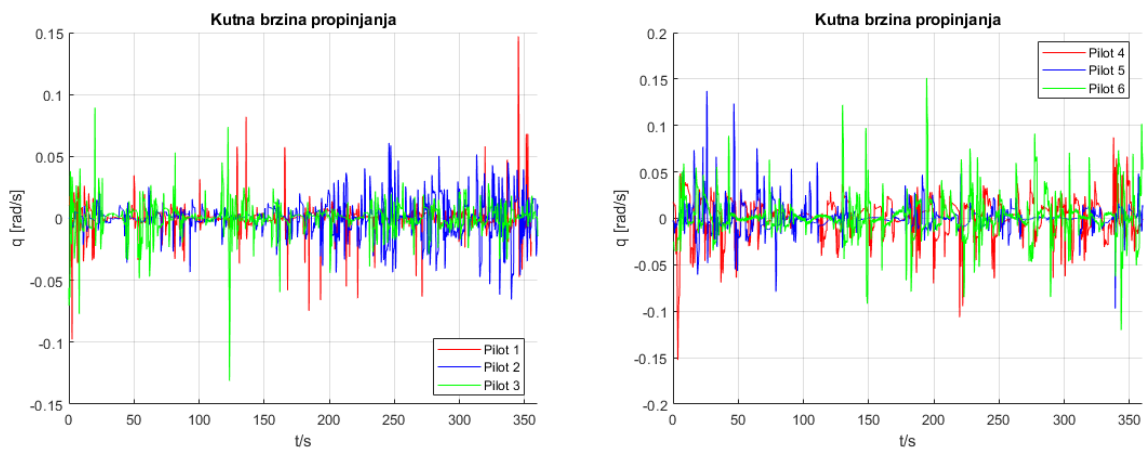 Kutna brzina propinjanja
0.15
0.1
0.05
0
-0.05
-0.1
-0.15
q [rad/s]
0 50 100 150 200 250 300 350
t/s
Pilot 1
Pilot 2
Pilot 3
Kutna brzina propinjanja
0.2
0.15
0.1
0.05
0
-0.05
-0.1
-0.15
-0.2
q [rad/s]
0 50 100 150 200 250 300 350
t/s
Pilot 4
Pilot 5
Pilot 6